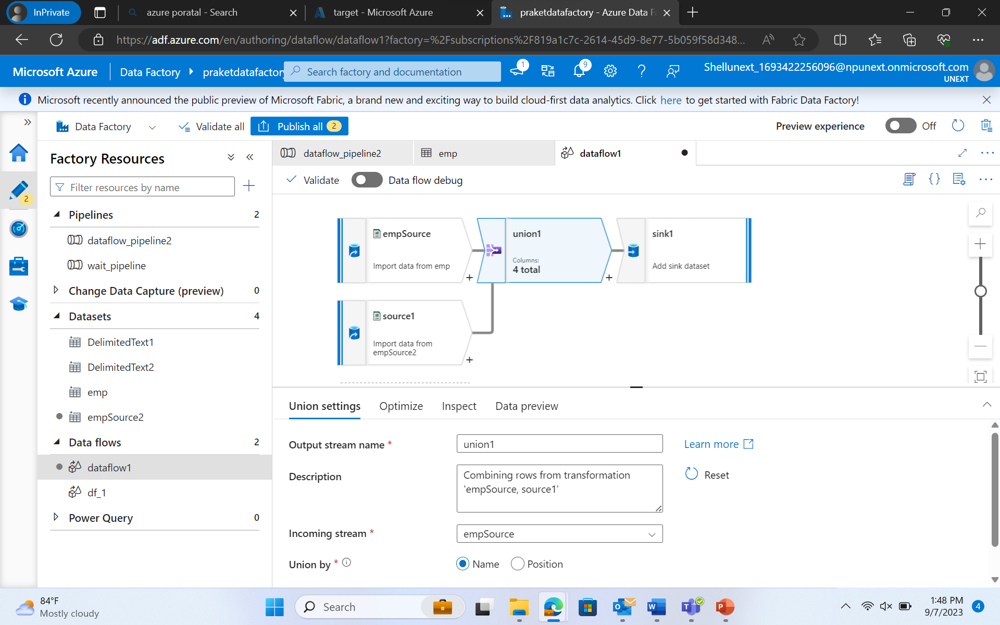 InPrivate
azure poratal - Search
target - Microsoft Azure
praketdatafactory - Azure Data F
https://adf.azure.com/en/authoring/dataflow/dataflow1?factory=%2Fsubscriptions%2F819a1c7c-2614-45d9-8e77-5b059f58d348...
Microsoft Azure
Data Factory
praketdatafactory
Search factory and documentation
1
9
Shellunext_1693422256096@npunext.onmicrosoft.com
UNEXT
Microsoft recently announced the public preview of Microsoft Fabric, a brand new and exciting way to build cloud-first data analytics. Click here to get started with Fabric Data Factory!
Data Factory
Validate all
Publish all 2
Preview experience
Off
2
Factory Resources
Filter resources by name
Pipelines 2
dataflow_pipeline2
wait_pipeline
Change Data Capture (preview) 0
Datasets 4
DelimitedText1
DelimitedText2
emp
empSource2
Data flows 2
dataflow1
df_1
Power Query 0
dataflow_pipeline2
emp
dataflow1
Validate
Data flow debug
empSource
Import data from emp
union1
Columns:
4 total
sink1
Add sink dataset
source1
Import data from
empSource2
Union settings
Optimize
Inspect
Data preview
Output stream name *
union1
Learn more
Description
Combining rows from transformation
'empSource, source1'
Reset
Incoming stream *
empSource
Union by *
Name
Position
84°F
Mostly cloudy
Search
1:48 PM
9/7/2023
4